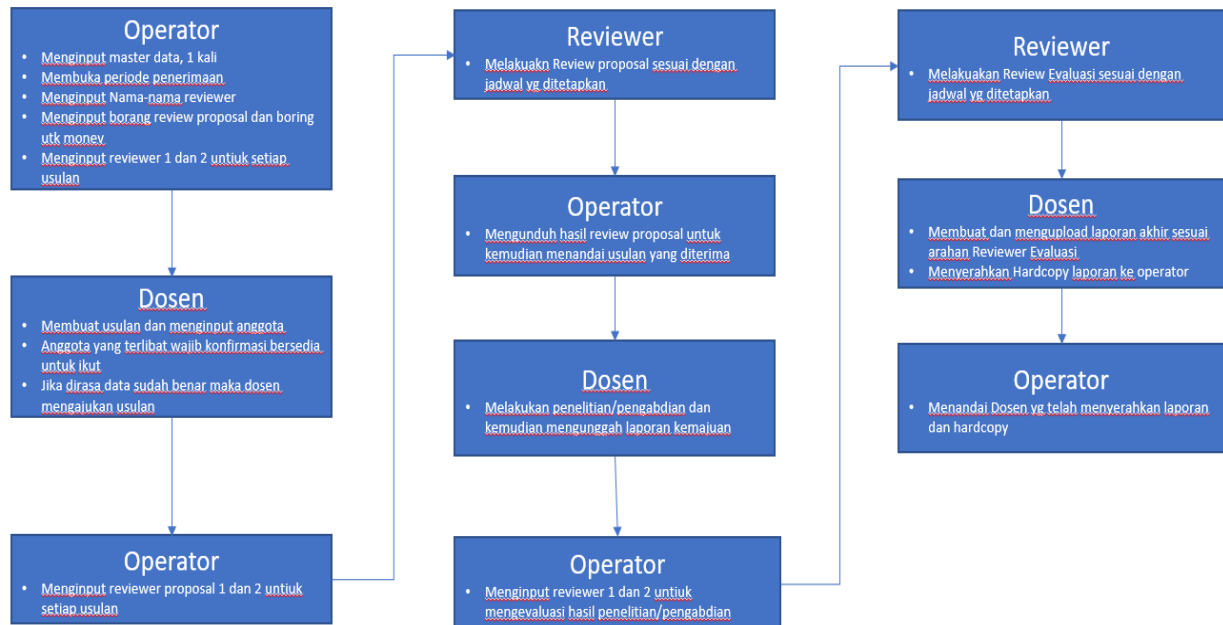 Operator
• Menginput master data, 1 kali
• Membuka periode penerimaan
• Menginput Nama-nama reviewer
• Menginput borang review proposal dan boring
utk monev
• Menginput reviewer 1 dan 2 untiuk setiap
usulan
Dosen
• Membuat usulan dan menginput anggota
• Anggota yang terlibat wajib konfirmasi bersedia
untuk ikut
• Jika dirasa data sudah benar maka dosen
mengajukan usulan
Operator
• Menginput reviewer proposal 1 dan 2 untiuk
setiap usulan
Reviewer
• Melakuakn Review proposal sesuai dengan
jadwal yg ditetapkan
Operator
• Mengunduh hasil review proposal untuk
kemudian menandai usulan yang diterima
Dosen
• Melakukan penelitian/pengabdian dan
kemudian mengunggah laporan kemajuan
Operator
• Menginput reviewer 1 dan 2 untiuk
mengevaluasi hasil penelitian/pengabdian
Reviewer
• Melakuakan Review Evaluasi sesuai dengan
jadwal yg ditetapkan
Dosen
• Membuat dan mengupload laporan akhir sesuai
arahan Reviewer Evaluasi
• Menyerahkan Hardcopy laporan ke operator
Operator
• Menandai Dosen yg telah menyerahkan laporan
dan hardcopy